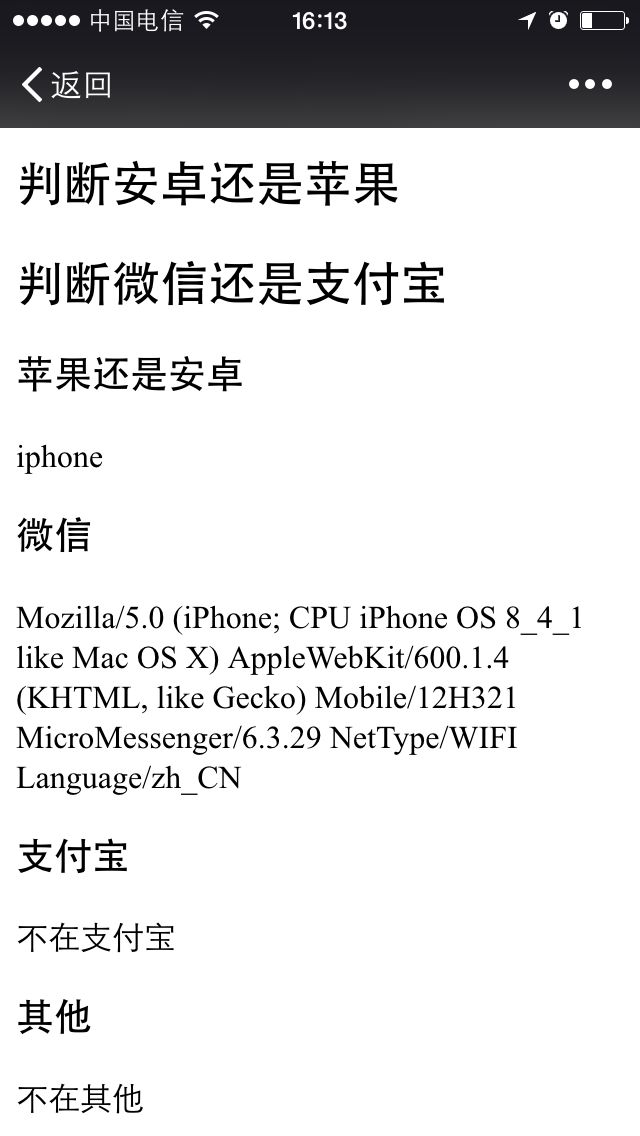 中国电信 16:13
返回
判断安卓还是苹果
判断微信还是支付宝
苹果还是安卓
iphone
微信
Mozilla/5.0 (iPhone; CPU iPhone OS 8_4_1
like Mac OS X) AppleWebKit/600.1.4
(KHTML, like Gecko) Mobile/12H321
MicroMessenger/6.3.29 NetType/WIFI
Language/zh_CN
支付宝
不在支付宝
其他
不在其他